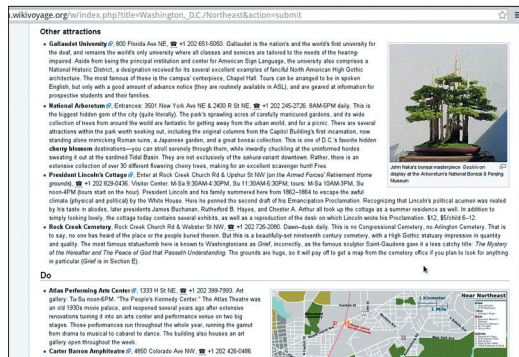 .wikivoyage.org/w/index.php?title=Washington,_D.C./Northeast&action=submit
Other attractions
Gallaudet University, 800 Florida Ave NE, ☎ +1 202 651-5050. Gallaudet is the nation's and the world's first university for
the deaf, and remains the world's only university where all classes and services are tailored to the needs of the hearing-
impaired. Aside from being the principal institution and center for American Sign Language, the university also comprises a
National Historic District, a designation received for its several excellent examples of fanciful North American High Gothic
architecture. The most famous of these is the campus' centerpiece, Chapel Hall. Tours can be arranged to be in spoken
English, but only with a good amount of advance notice (they are routinely available in ASL), and are geared at information for
prospective students and their families.
National Arboretum, Entrances: 3501 New York Ave NE & 2400 R St NE, ☎ +1 202 245-2726. 8AM-5PM daily. This is
the biggest hidden gem of the city (quite literally). The park's sprawling acres of carefully manicured gardens, and its wide
collection of trees from around the world are fantastic for getting away from the urban world, and for a picnic. There are several
attractions within the park worth seeking out, including the original columns from the Capitol Building's first incarnation, now
standing alone mimicking Roman ruins, a Japanese garden, and a great bonsai collection. This is one of D.C.'s favorite hidden
cherry blossom destinations—you can stroll serenely through them, while inwardly chuckling at the uninformed hordes
sweating it out at the sardined Tidal Basin. They are not exclusively of the sakura variant downtown. Rather, there is an
extensive collection of over 30 different flowering cherry trees, making for an excellent scavenger hunt! Free.
John Naka's bonsai masterpiece Goshin on
display at the Arboretum's National Bonsai & Penjing
Museum
President Lincoln's Cottage, Enter at Rock Creek Church Rd & Upshur St NW (on the Armed Forces' Retirement Home
grounds), ☎ +1 202 829-0436. Visitor Center: M-Sa 9:30AM-4:30PM, Su 11:30AM-5:30PM; tours: M-Sa 10AM-3PM, Su
noon-4PM (tours start on the hour). President Lincoln and his family summered here from 1862–1864 to escape the awful
climate (physical and political) by the White House. Here he penned the second draft of his Emancipation Proclamation. Recognizing that Lincoln's political acumen was rivaled
by his taste in abodes, later presidents James Buchanan, Rutherford B. Hayes, and Chester A. Arthur all took up the cottage as a summer residence as well. In addition to
simply looking lovely, the cottage today contains several exhibits, as well as a reproduction of the desk on which Lincoln wrote his Proclamation. $12, $5/child 6–12.
Rock Creek Cemetery, Rock Creek Church Rd & Webster St NW, ☎ +1 202 726-2080. Dawn–dusk daily. This is no Congressional Cemetery, no Arlington Cemetery. That is
to say, no one has heard of the place or the people buried therein. But this is a beautifully-set nineteenth century cemetery, with a High Gothic statuary impressive in quantity
and quality. The most famous statue/tomb here is known to Washingtonians as Grief, incorrectly, as the famous sculptor Saint-Gaudens gave it a less catchy title: The Mystery
of the Hereafter and The Peace of God that Passeth Understanding. The grounds are huge, so it will pay off to get a map from the cemetery office if you plan to look for anything
in particular (Grief is in Section E).
Do
Atlas Performing Arts Center, 1333 H St NE, ☎ +1 202 399-7993. Art
gallery: Tu-Su noon-6PM. "The People's Kennedy Center." The Atlas Theatre was
an old 1930s movie palace, and reopened several years ago after extensive
renovations turning it into an arts center and performance venue on two big
stages. Those performances run throughout the whole year, running the gamut
from drama to musical to cabaret to dance. The building also houses an art
gallery open throughout the week.
Carter Barron Amphitheatre, 4850 Colorado Ave NW, ☎ +1 202 426-0486.
Near Northeast
1 Kilometer
1 Mile